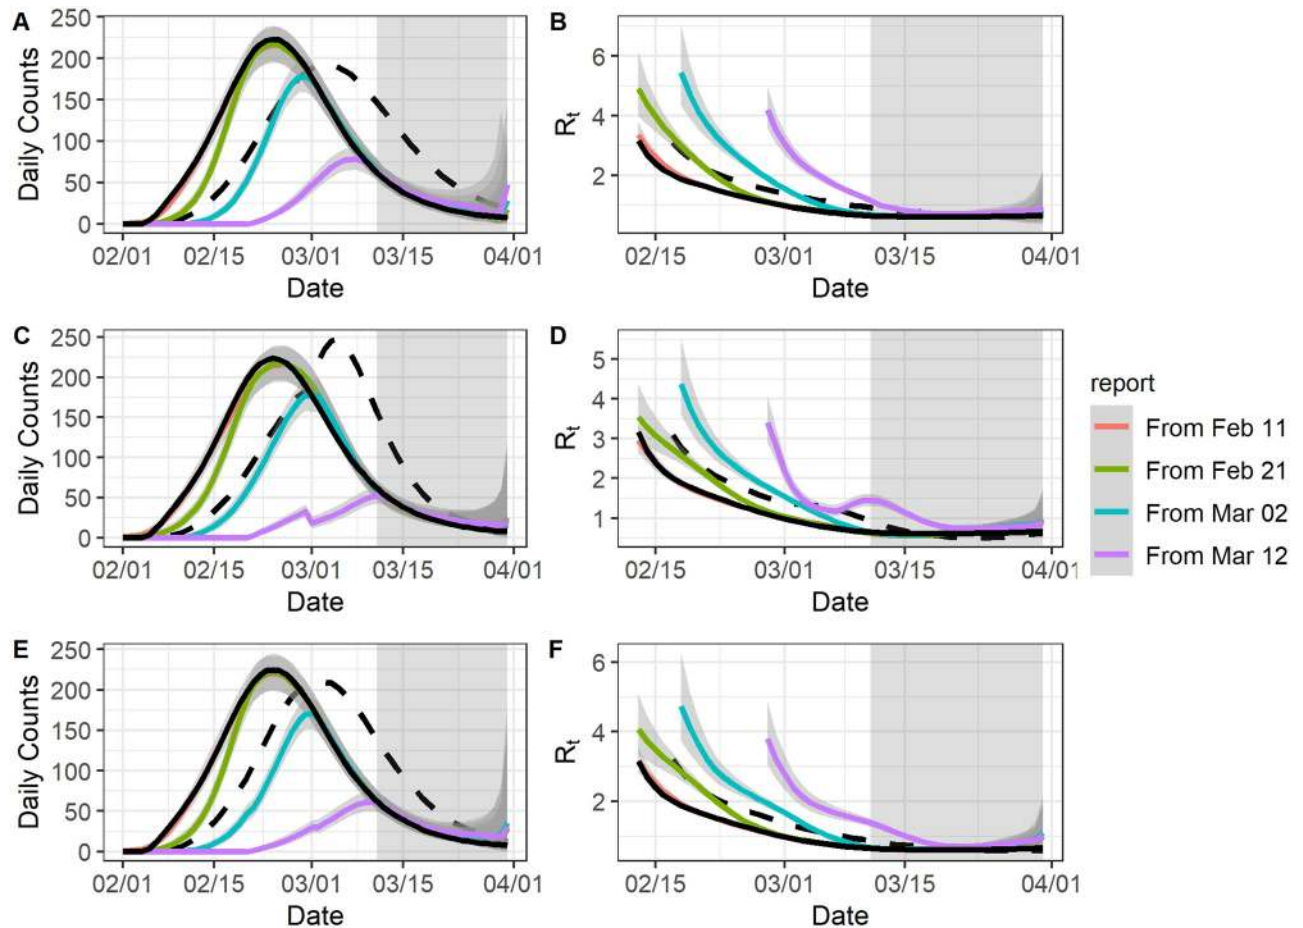 A
250
200
150
100
50
0
Daily Counts
02/01 02/15 03/01 03/15 04/01
Date
B
6
4
2
Rt
02/15 03/01 03/15 04/01
Date
C
250
200
150
100
50
0
Daily Counts
02/01 02/15 03/01 03/15 04/01
Date
D
5
4
3
2
1
Rt
02/15 03/01 03/15 04/01
Date
report
From Feb 11
From Feb 21
From Mar 02
From Mar 12
E
250
200
150
100
50
0
Daily Counts
02/01 02/15 03/01 03/15 04/01
Date
F
6
4
2
Rt
02/15 03/01 03/15 04/01
Date